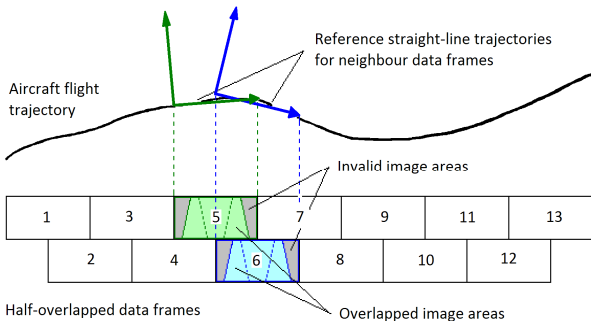 Reference straight-line trajectories
for neighbour data frames
Aircraft flight
trajectory
Invalid image areas
1 3 5 7 9 11 13
2 4 6 8 10 12
Half-overlapped data frames
Overlapped image areas